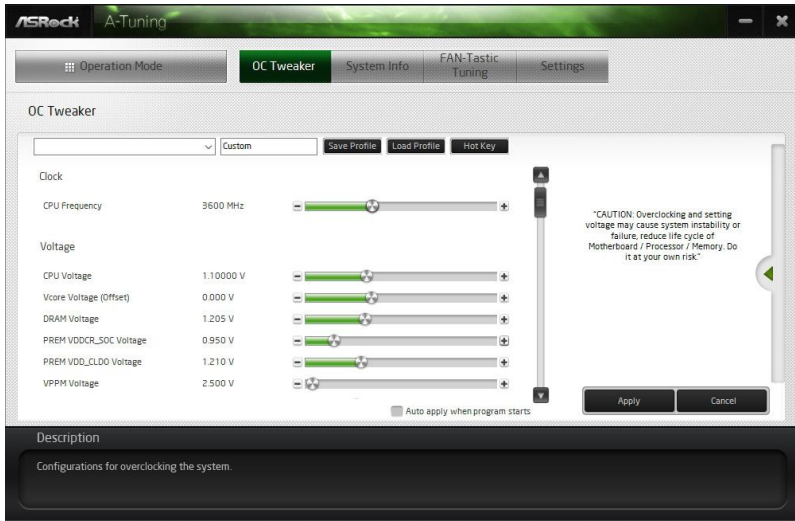 ASRock A-Tuning
Operation Mode
OC Tweaker
System Info
FAN-Tastic
Tuning
Settings
OC Tweaker
Custom
Save Profile
Load Profile
Hot Key
Clock
CPU Frequency 3600 MHz
Voltage
CPU Voltage 1.10000 V
Vcore Voltage (Offset) 0.000 V
DRAM Voltage 1.205 V
PREM VDDCR_SOC Voltage 0.950 V
PREM VDD_CLDO Voltage 1.210 V
VPPM Voltage 2.500 V
Auto apply when program starts
"CAUTION: Overclocking and setting
voltage may cause system instability or
failure, reduce life cycle of
Motherboard / Processor / Memory. Do
it at your own risk."
Apply
Cancel
Description
Configurations for overclocking the system.